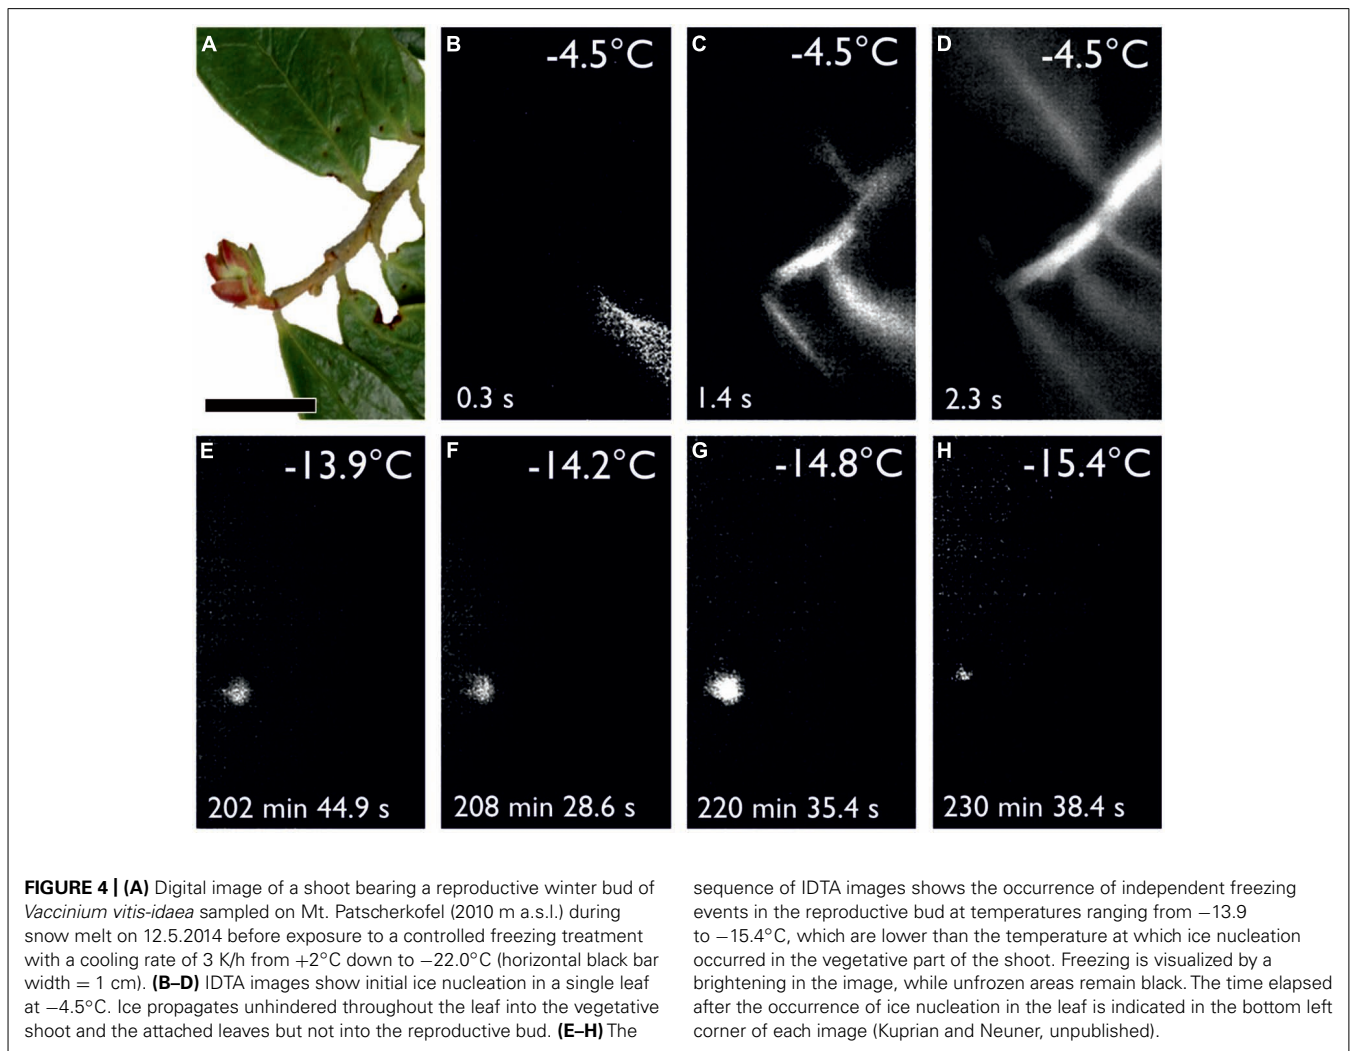 A
B
-4.5°C
C
-4.5°C
D
-4.5°C
0.3 s
1.4 s
2.3 s
E
-13.9°C
F
-14.2°C
G
-14.8°C
H
-15.4°C
202 min 44.9 s
208 min 28.6 s
220 min 35.4 s
230 min 38.4 s
FIGURE 4 | (A) Digital image of a shoot bearing a reproductive winter bud of
Vaccinium vitis-idaea sampled on Mt. Patscherkofel (2010 m a.s.l.) during
snow melt on 12.5.2014 before exposure to a controlled freezing treatment
with a cooling rate of 3 K/h from +2°C down to −22.0°C (horizontal black bar
width = 1 cm). (B–D) IDTA images show initial ice nucleation in a single leaf
at −4.5°C. Ice propagates unhindered throughout the leaf into the vegetative
shoot and the attached leaves but not into the reproductive bud. (E–H) The
sequence of IDTA images shows the occurrence of independent freezing
events in the reproductive bud at temperatures ranging from −13.9
to −15.4°C, which are lower than the temperature at which ice nucleation
occurred in the vegetative part of the shoot. Freezing is visualized by a
brightening in the image, while unfrozen areas remain black. The time elapsed
after the occurrence of ice nucleation in the leaf is indicated in the bottom left
corner of each image (Kuprian and Neuner, unpublished).